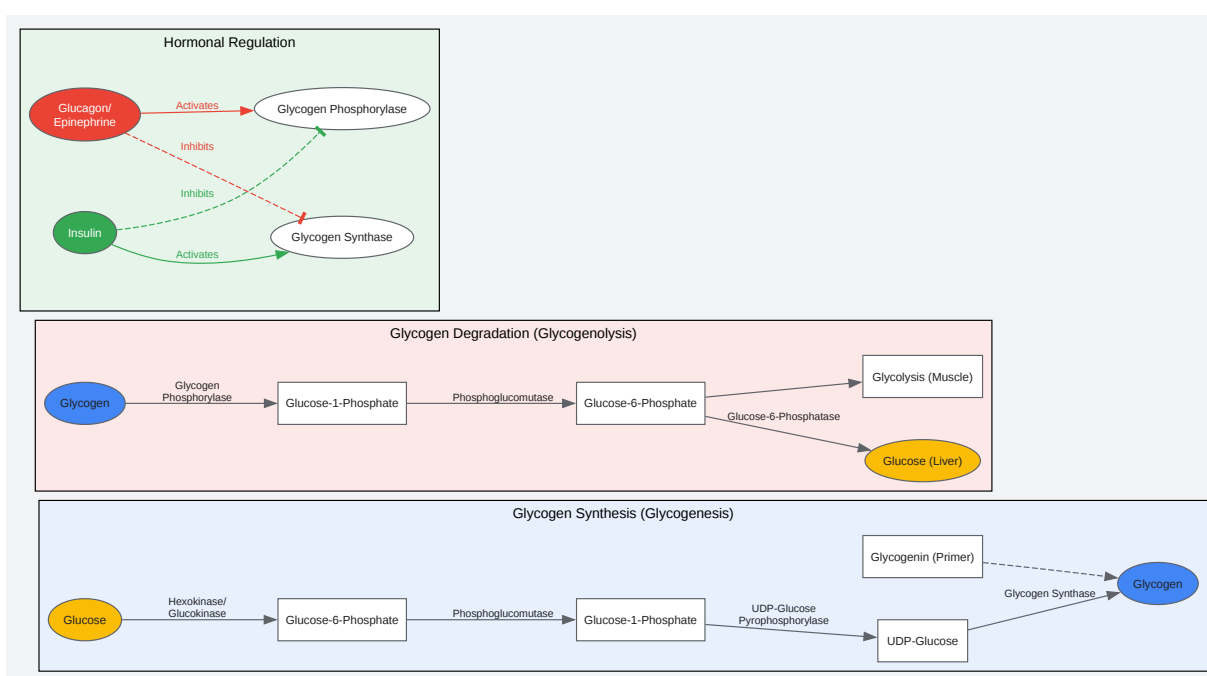 Hormonal Regulation
Glucagon/
Epinephrine
Activates
Glycogen Phosphorylase
Inhibits
Inhibits
Insulin
Glycogen Synthase
Activates
Glycogen Degradation (Glycogenolysis)
Glycogen
Glycogen
Phosphorylase
Glucose-1-Phosphate
Phosphoglucomutase
Glucose-6-Phosphate
Glycolysis (Muscle)
Glucose-6-Phosphatase
Glucose (Liver)
Glycogen Synthesis (Glycogenesis)
Glucose
Hexokinase/
Glucokinase
Glucose-6-Phosphate
Phosphoglucomutase
Glucose-1-Phosphate
UDP-Glucose
Pyrophosphorylase
Glycogenin (Primer)
UDP-Glucose
Glycogen Synthase
Glycogen